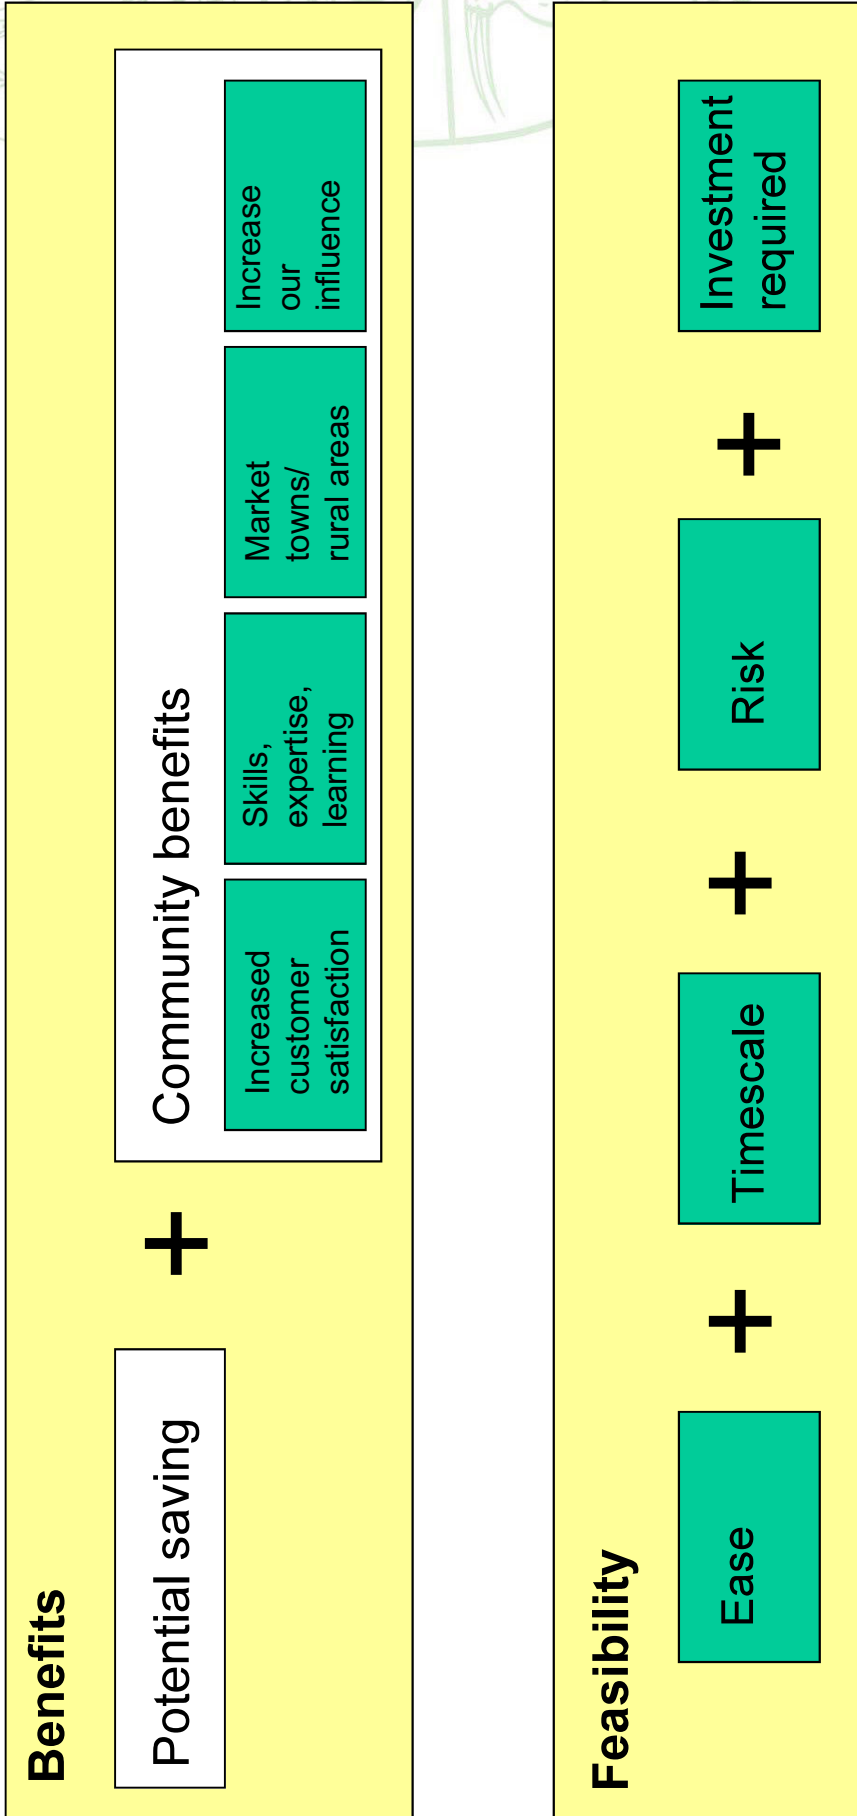 Benefits
Potential saving
+
Community benefits
Increased
customer
satisfaction
Skills,
expertise,
learning
Market
towns/
rural areas
Increase
our
influence
Feasibility
Ease
+
Timescale
+
Risk
+
Investment
required